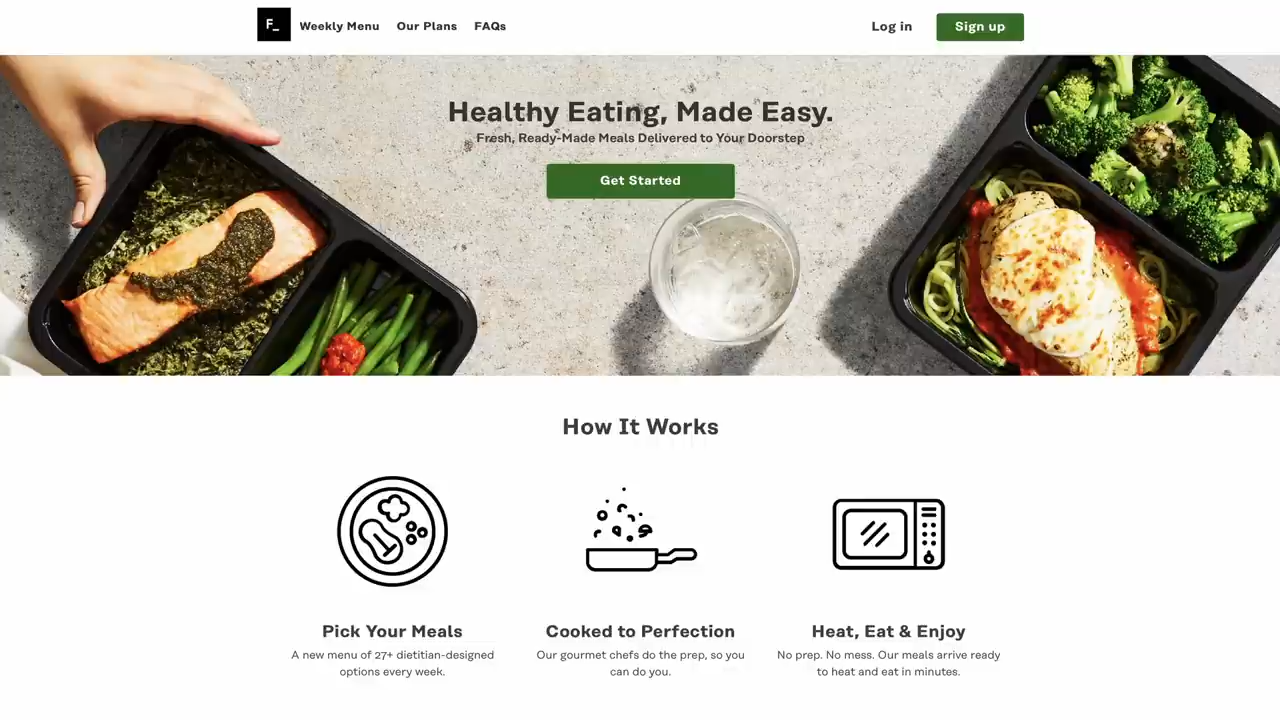 F_
Weekly Menu
Our Plans
FAQs
Log in
Sign up
Healthy Eating, Made Easy.
Fresh, Ready-Made Meals Delivered to Your Doorstep
Get Started
How It Works
Pick Your Meals
A new menu of 27+ dietitian-designed
options every week.
Cooked to Perfection
Our gourmet chefs do the prep, so you
can do you.
Heat, Eat & Enjoy
No prep. No mess. Our meals arrive ready
to heat and eat in minutes.